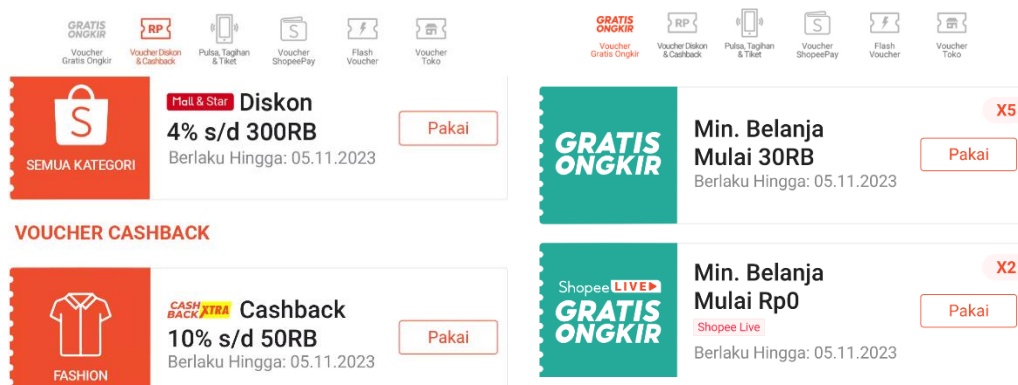 GRATIS
ONGKIR
Voucher
Gratis Ongkir
RP
Voucher Diskon
& Cashback
Pulsa, Tagihan
& Tiket
S
Voucher
ShopeePay
Flash
Voucher
Voucher
Toko
S
SEMUA KATEGORI
Mall & Star Diskon
4% s/d 300RB
Berlaku Hingga: 05.11.2023
Pakai
VOUCHER CASHBACK
FASHION
CASH
BACK XTRA Cashback
10% s/d 50RB
Berlaku Hingga: 05.11.2023
Pakai
GRATIS
ONGKIR
Voucher
Gratis Ongkir
RP
Voucher Diskon
& Cashback
Pulsa, Tagihan
& Tiket
S
Voucher
ShopeePay
Flash
Voucher
Voucher
Toko
GRATIS
ONGKIR
Min. Belanja
Mulai 30RB
Berlaku Hingga: 05.11.2023
X5
Pakai
Shopee LIVE
GRATIS
ONGKIR
Min. Belanja
Mulai Rp0
Shopee Live
Berlaku Hingga: 05.11.2023
X2
Pakai